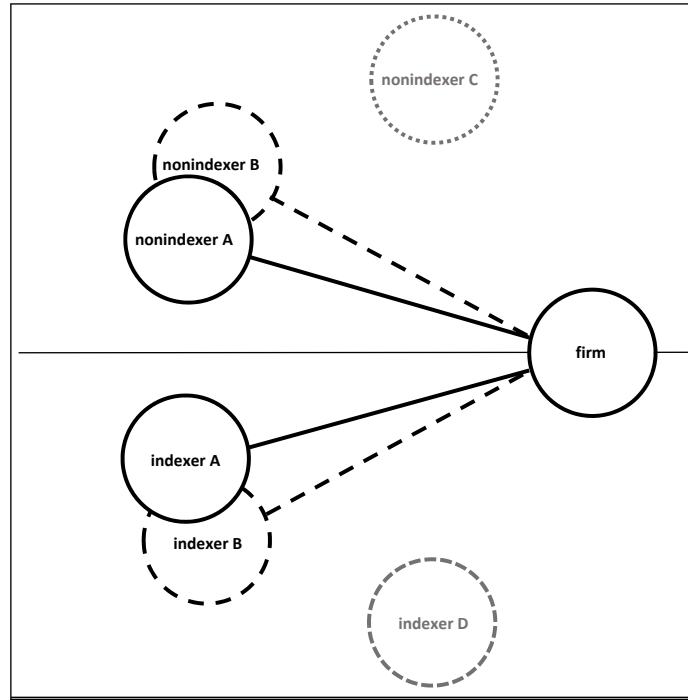 nonindexer C
nonindexer B
nonindexer A
firm
indexer A
indexer B
indexer D